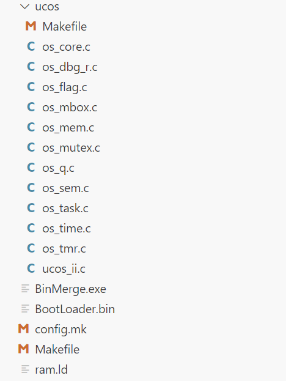 ucos
M Makefile
C os_core.c
C os_dbg_r.c
C os_flag.c
C os_mbox.c
C os_mem.c
C os_mutex.c
C os_q.c
C os_sem.c
C os_task.c
C os_time.c
C os_tmr.c
C ucos_ii.c
BinMerge.exe
BootLoader.bin
M config.mk
M Makefile
ram.ld